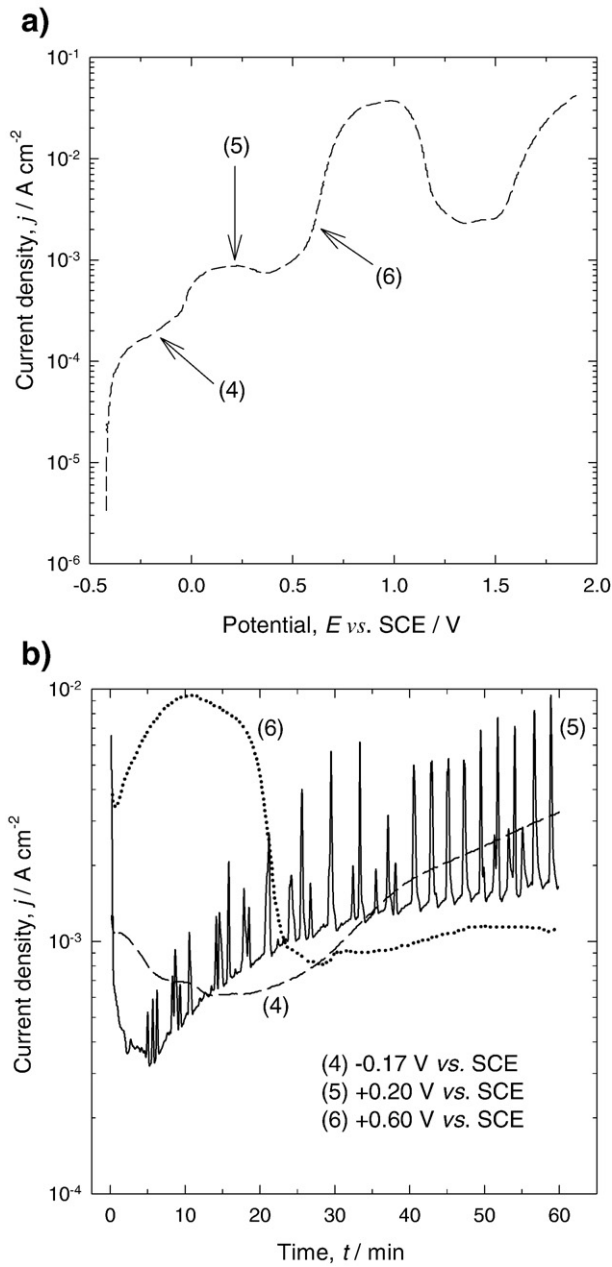 a)
10⁻¹
10⁻²
10⁻³
10⁻⁴
10⁻⁵
10⁻⁶
Current density, j / A cm⁻²
(5)
(6)
(4)
-0.5 0.0 0.5 1.0 1.5 2.0
Potential, E vs. SCE / V
b)
10⁻²
10⁻³
10⁻⁴
Current density, j / A cm⁻²
(6)
(5)
(4)
(4) -0.17 V vs. SCE
(5) +0.20 V vs. SCE
(6) +0.60 V vs. SCE
0 10 20 30 40 50 60
Time, t / min